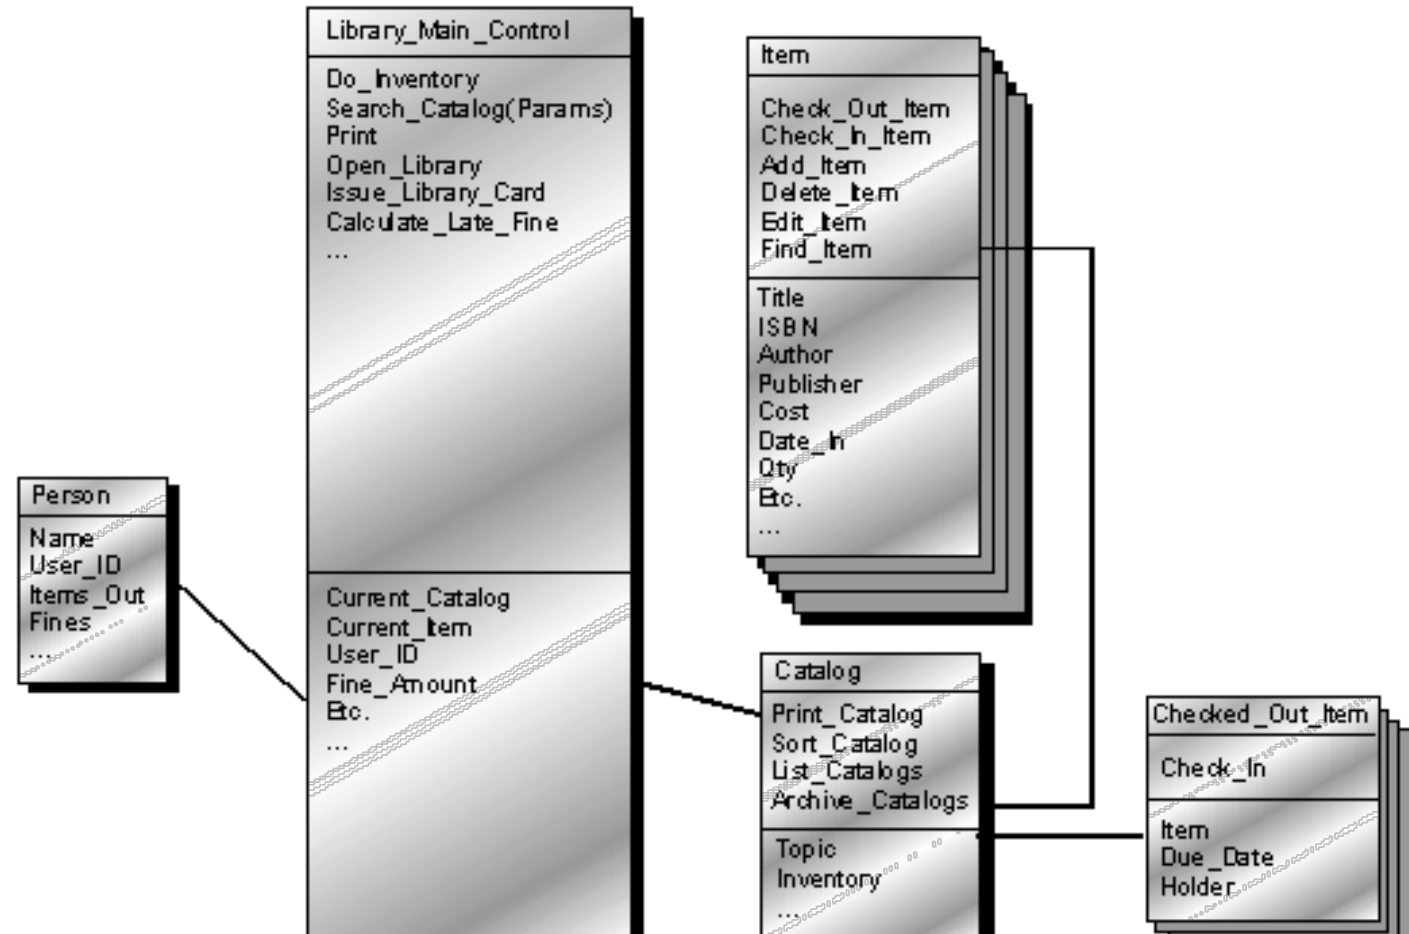 Library_Main_Control
Do_Inventory
Search_Catalog(Params)
Print
Open_Library
Issue_Library_Card
Calculate_Late_Fine
...
Current_Catalog
Current_Item
User_ID
Fine_Amount
Etc.
...
Item
Check_Out_Item
Check_In_Item
Add_Item
Delete_Item
Edit_Item
Find_Item
Title
ISBN
Author
Publisher
Cost
Date_In
Qty
Etc.
...
Person
Name
User_ID
Items_Out
Fines
...
Catalog
Print_Catalog
Sort_Catalog
List_Catalogs
Archive_Catalogs
Topic
Inventory
...
Checked_Out_Item
Check_In
Item
Due_Date
Holder